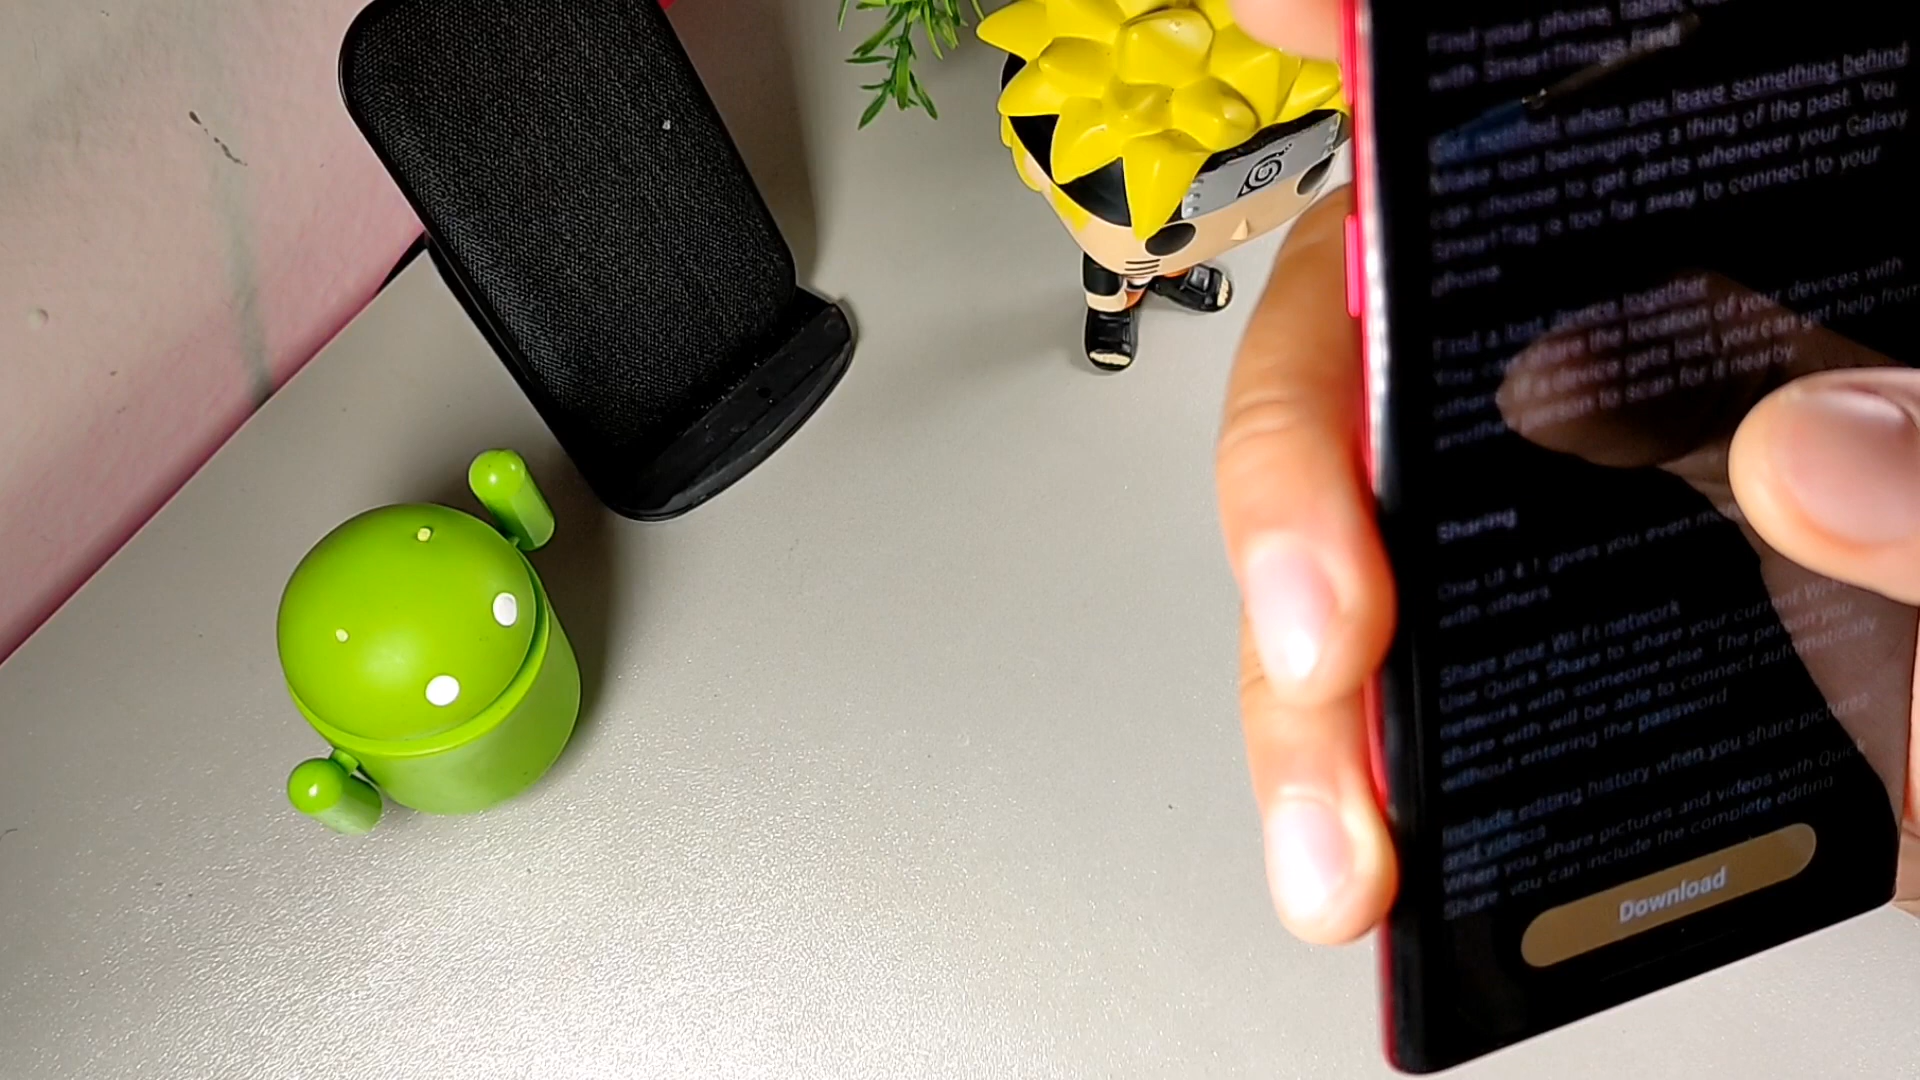 Find your phone, tablet,
with SmartThings Find
Get notified when you leave something behind
Make lost belongings a thing of the past. You
can choose to get alerts whenever your Galaxy
SmartTag is too far away to connect to your
phone
Find a lost device together
You can share the location of your devices with
others. If a device gets lost, you can get help from
another person to scan for it nearby.
Sharing
One UI 4.1 gives you even
with others
Share your Wi-Fi network
Use Quick Share to share your current Wi-Fi
network with someone else. The person you
share with will be able to connect automatically
without entering the password
Include editing history when you share pictures
and videos
When you share pictures and videos with Quick
Share, you can include the complete editing
Download